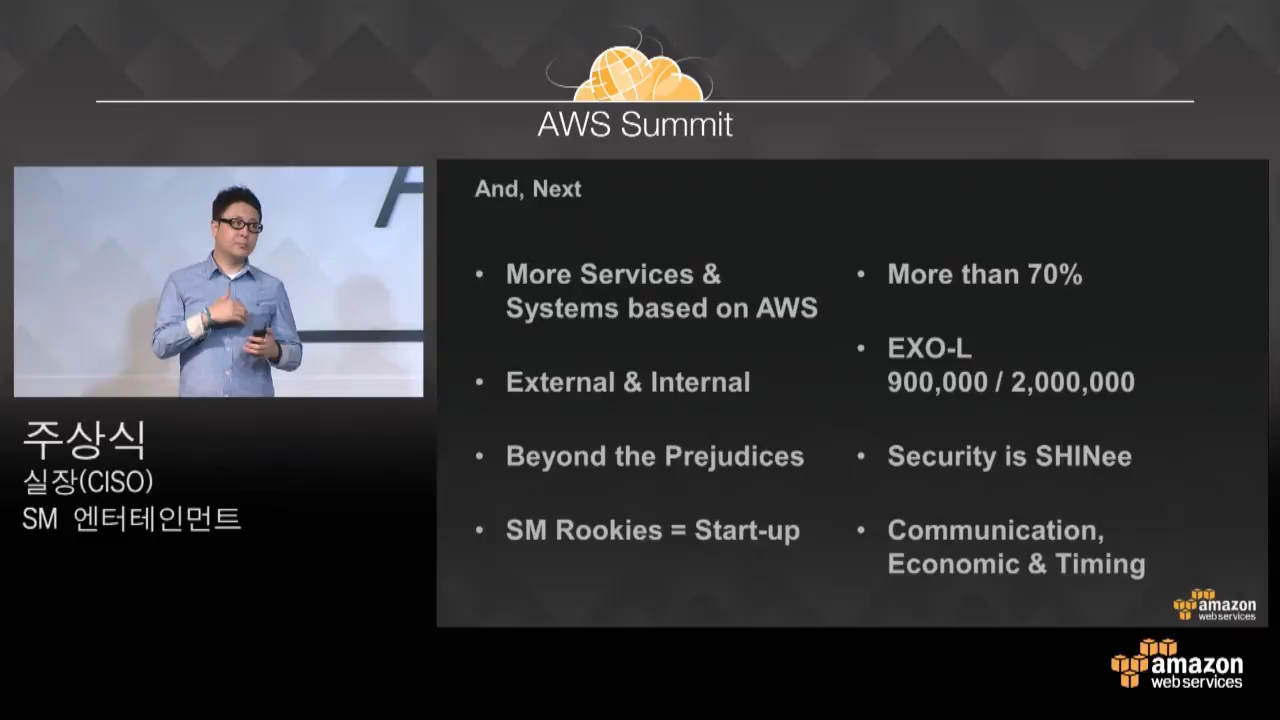 AWS Summit
And, Next
• More Services &
Systems based on AWS
• External & Internal
• Beyond the Prejudices
• SM Rookies = Start-up
• More than 70%
• EXO-L
900,000 / 2,000,000
• Security is SHINee
• Communication,
Economic & Timing
amazon
web services
주상식
실장(CISO)
SM 엔터테인먼트
amazon
web services
A